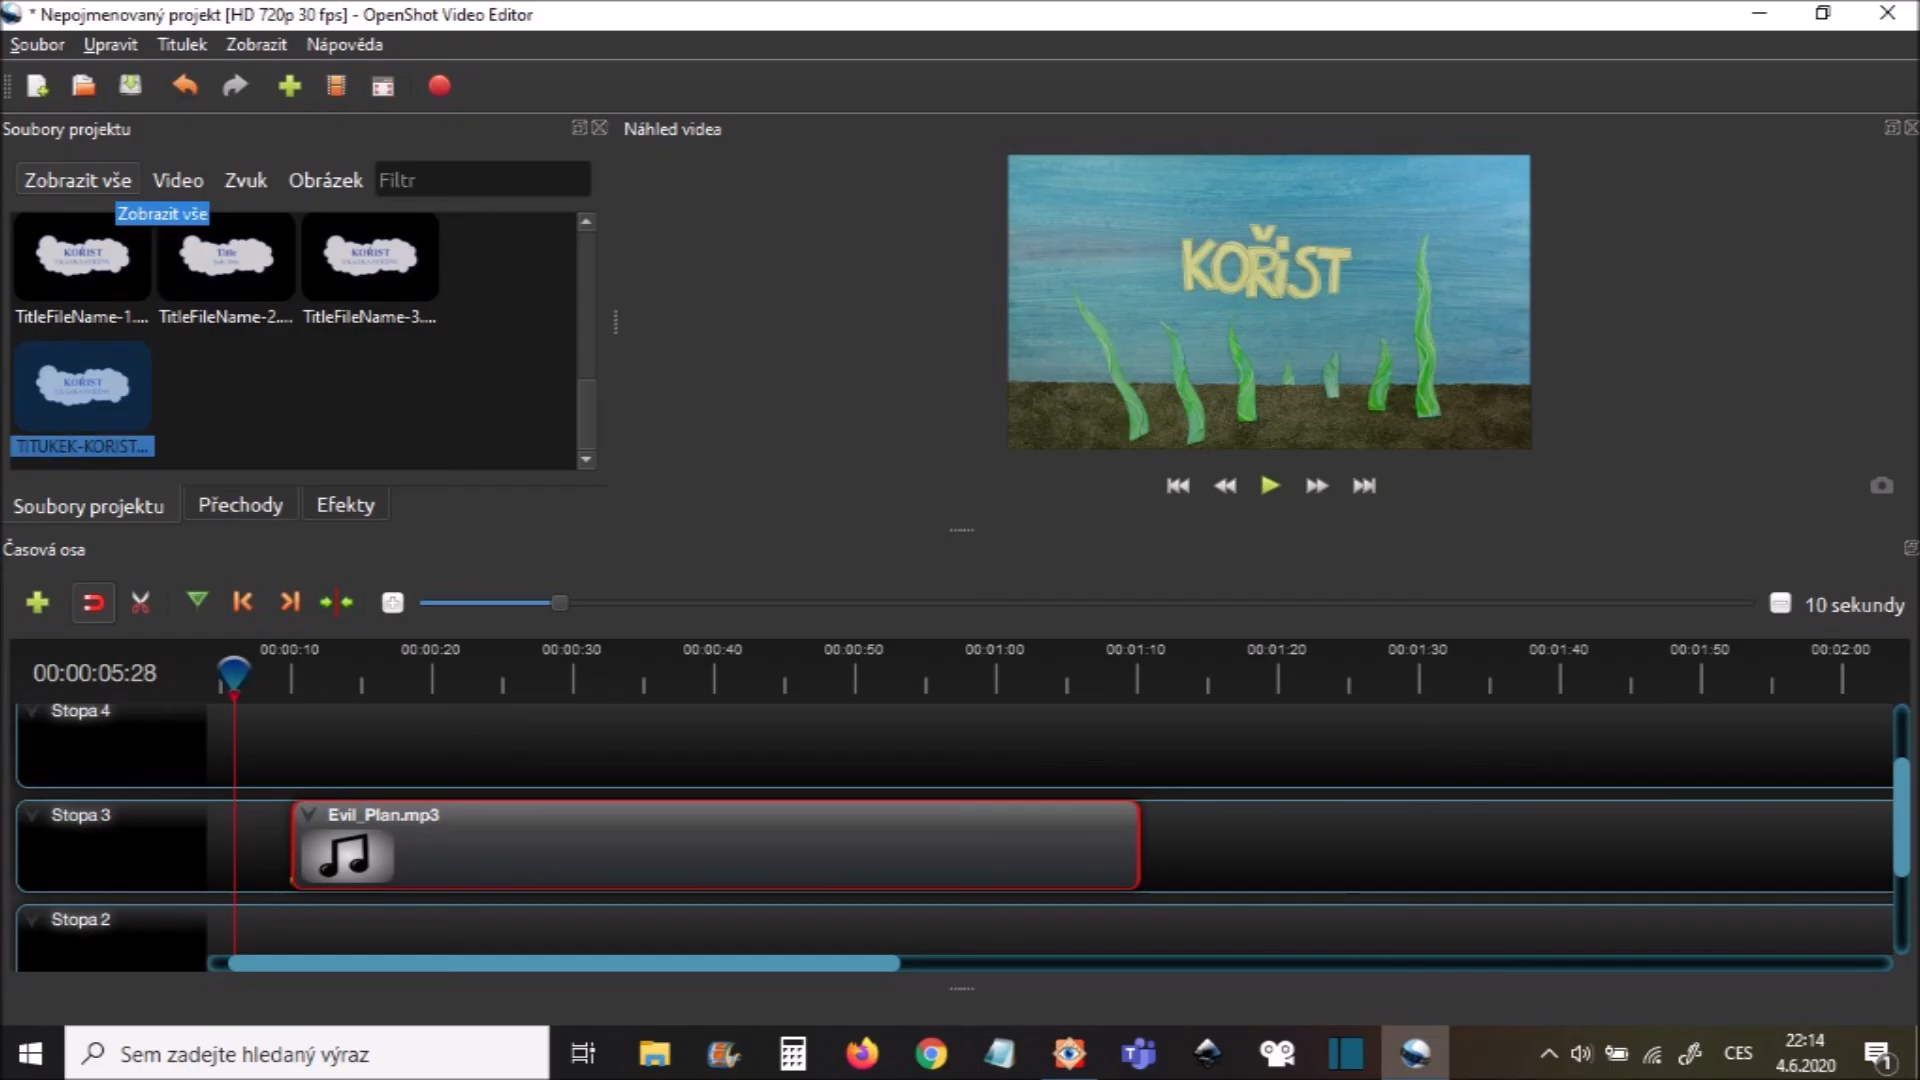 * Nepojmenovaný projekt [HD 720p 30 fps] - OpenShot Video Editor
Soubor Upravit Titulek Zobrazit Nápověda
Soubory projektu
Náhled videa
Zobrazit vše Video Zvuk Obrázek Filtr
Zobrazit vše
KOŘIST
Title
KOŘIST
TitleFileName-1.... TitleFileName-2.... TitleFileName-3....
KOŘIST
TITUKEK-KORIST...
KOŘIST
Soubory projektu Přechody Efekty
Časová osa
10 sekundy
00:00:05:28
00:00:10 00:00:20 00:00:30 00:00:40 00:00:50 00:01:00 00:01:10 00:01:20 00:01:30 00:01:40 00:01:50 00:02:00
Stopa 4
Stopa 3
Evil_Plan.mp3
Stopa 2
Sem zadejte hledaný výraz
CES
22:14
4.6.2020
1